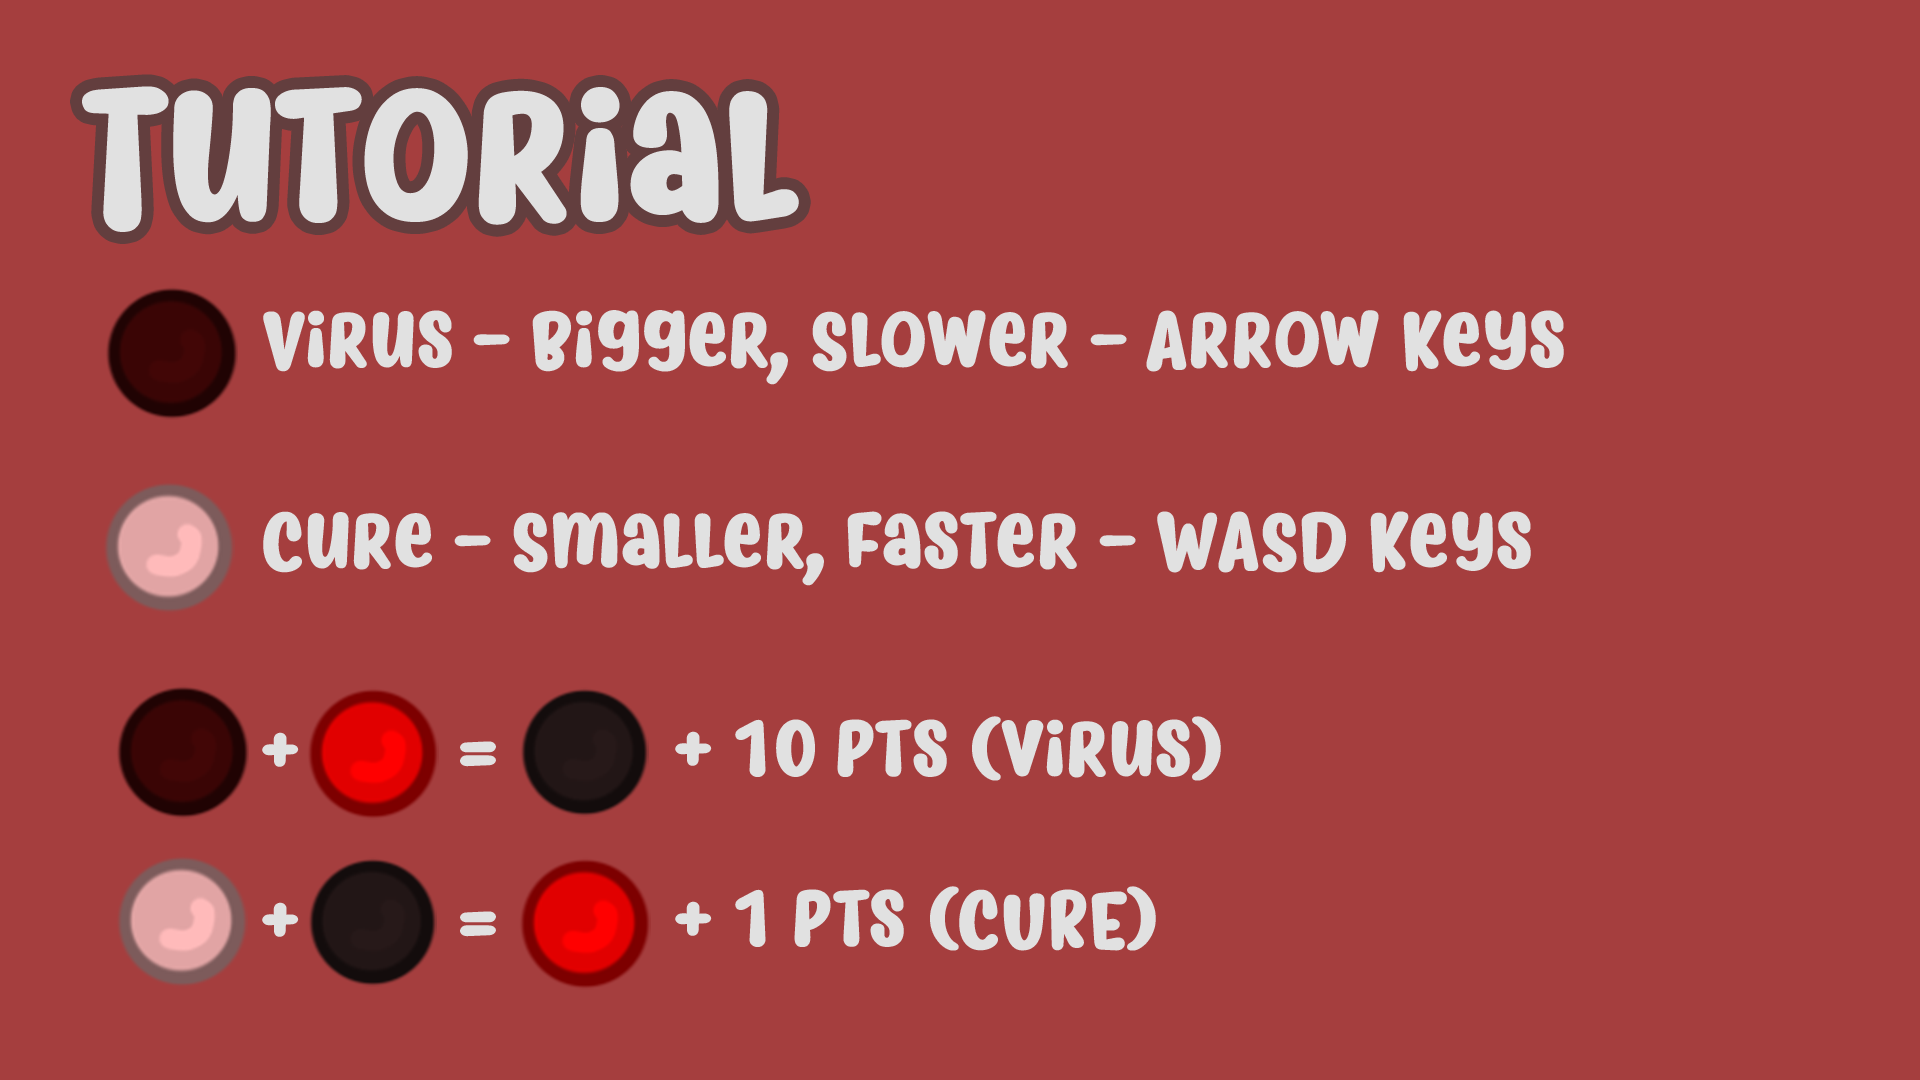 TUTORiaL
ViRUS - BiggeR, SLOWeR - ARROW KeyS
CURe - SmaLLeR, FaSTeR - WASD KeyS
+ = + 10 PTS (ViRUS)
+ = + 1 PTS (CURE)